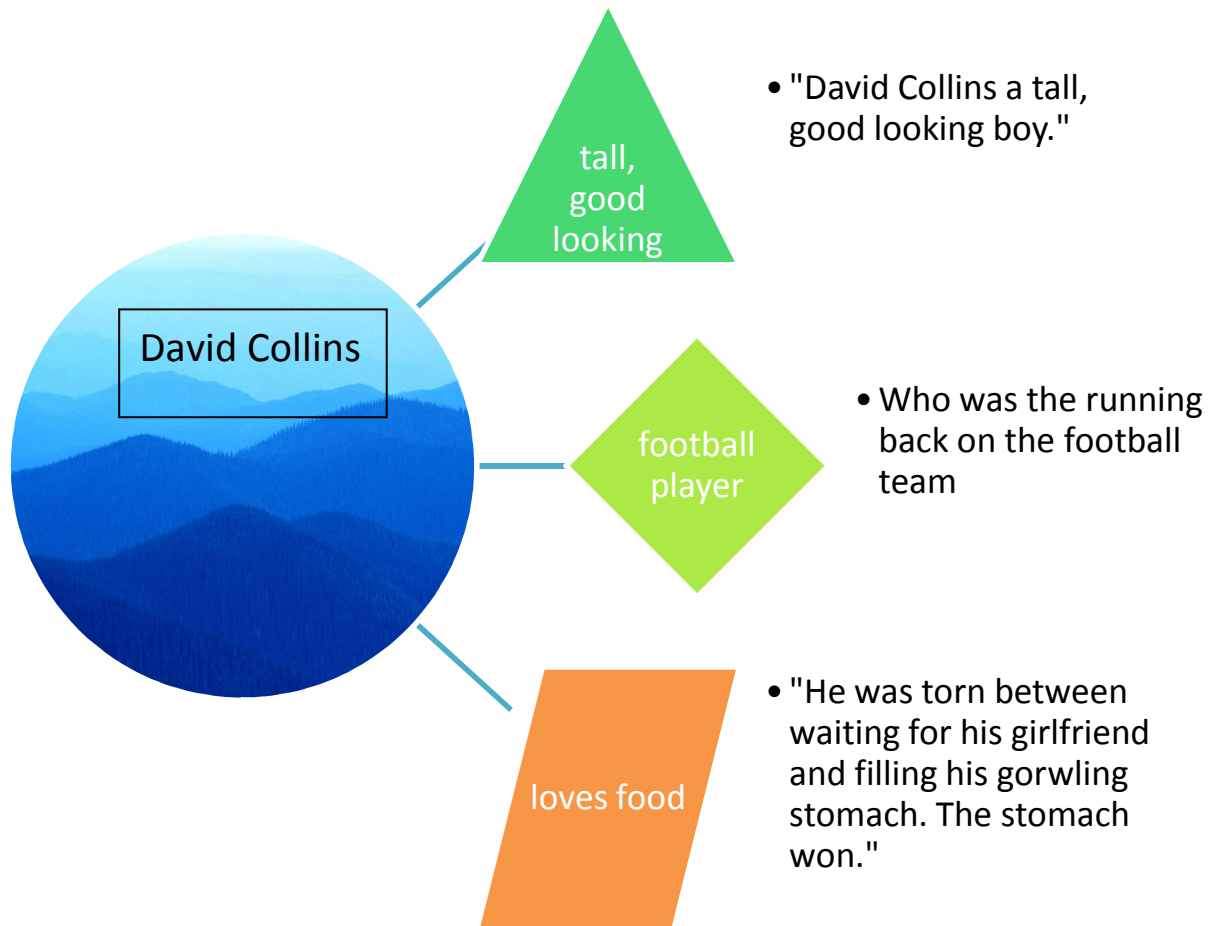 David Collins
tall,
good
looking
• "David Collins a tall,
good looking boy."
football
player
• Who was the running
back on the football
team
loves food
• "He was torn between
waiting for his girlfriend
and filling his gorwling
stomach. The stomach
won."